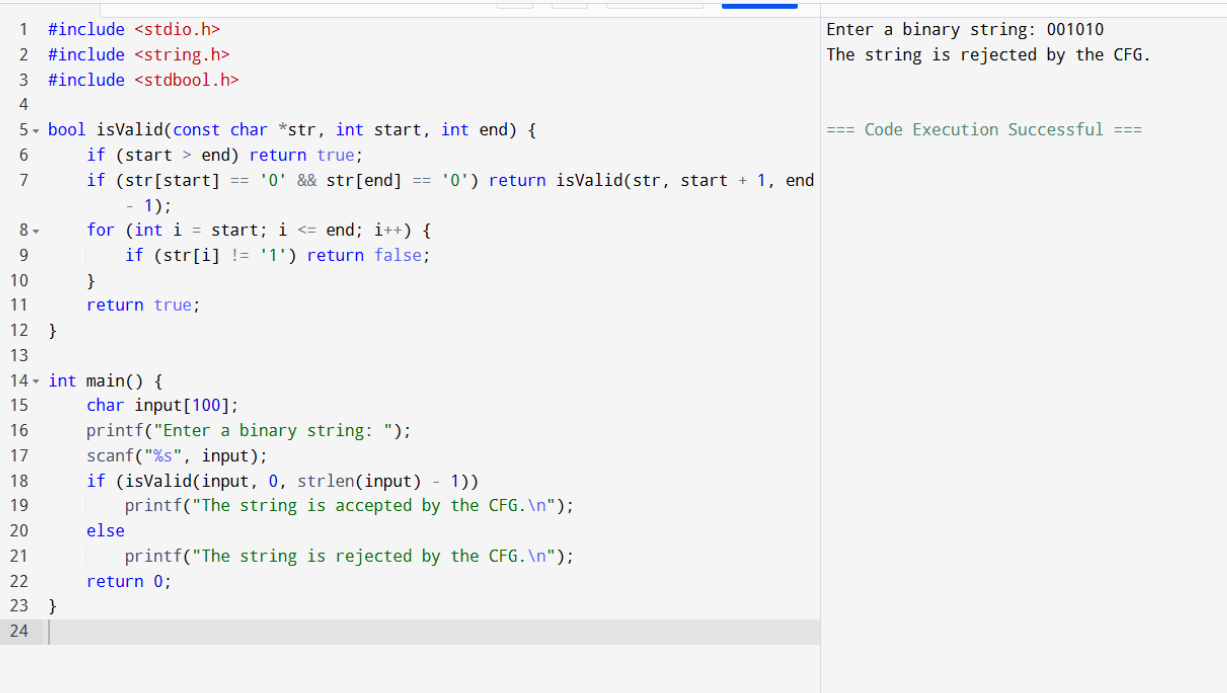 1 #include <stdio.h>
2 #include <string.h>
3 #include <stdbool.h>
4
5 bool isValid(const char *str, int start, int end) {
6     if (start > end) return true;
7     if (str[start] == '0' && str[end] == '0') return isValid(str, start + 1, end
        - 1);
8     for (int i = start; i <= end; i++) {
9         if (str[i] != '1') return false;
10     }
11     return true;
12 }
13
14 int main() {
15     char input[100];
16     printf("Enter a binary string: ");
17     scanf("%s", input);
18     if (isValid(input, 0, strlen(input) - 1))
19         printf("The string is accepted by the CFG.\n");
20     else
21         printf("The string is rejected by the CFG.\n");
22     return 0;
23 }
24
Enter a binary string: 001010
The string is rejected by the CFG.
=== Code Execution Successful ===